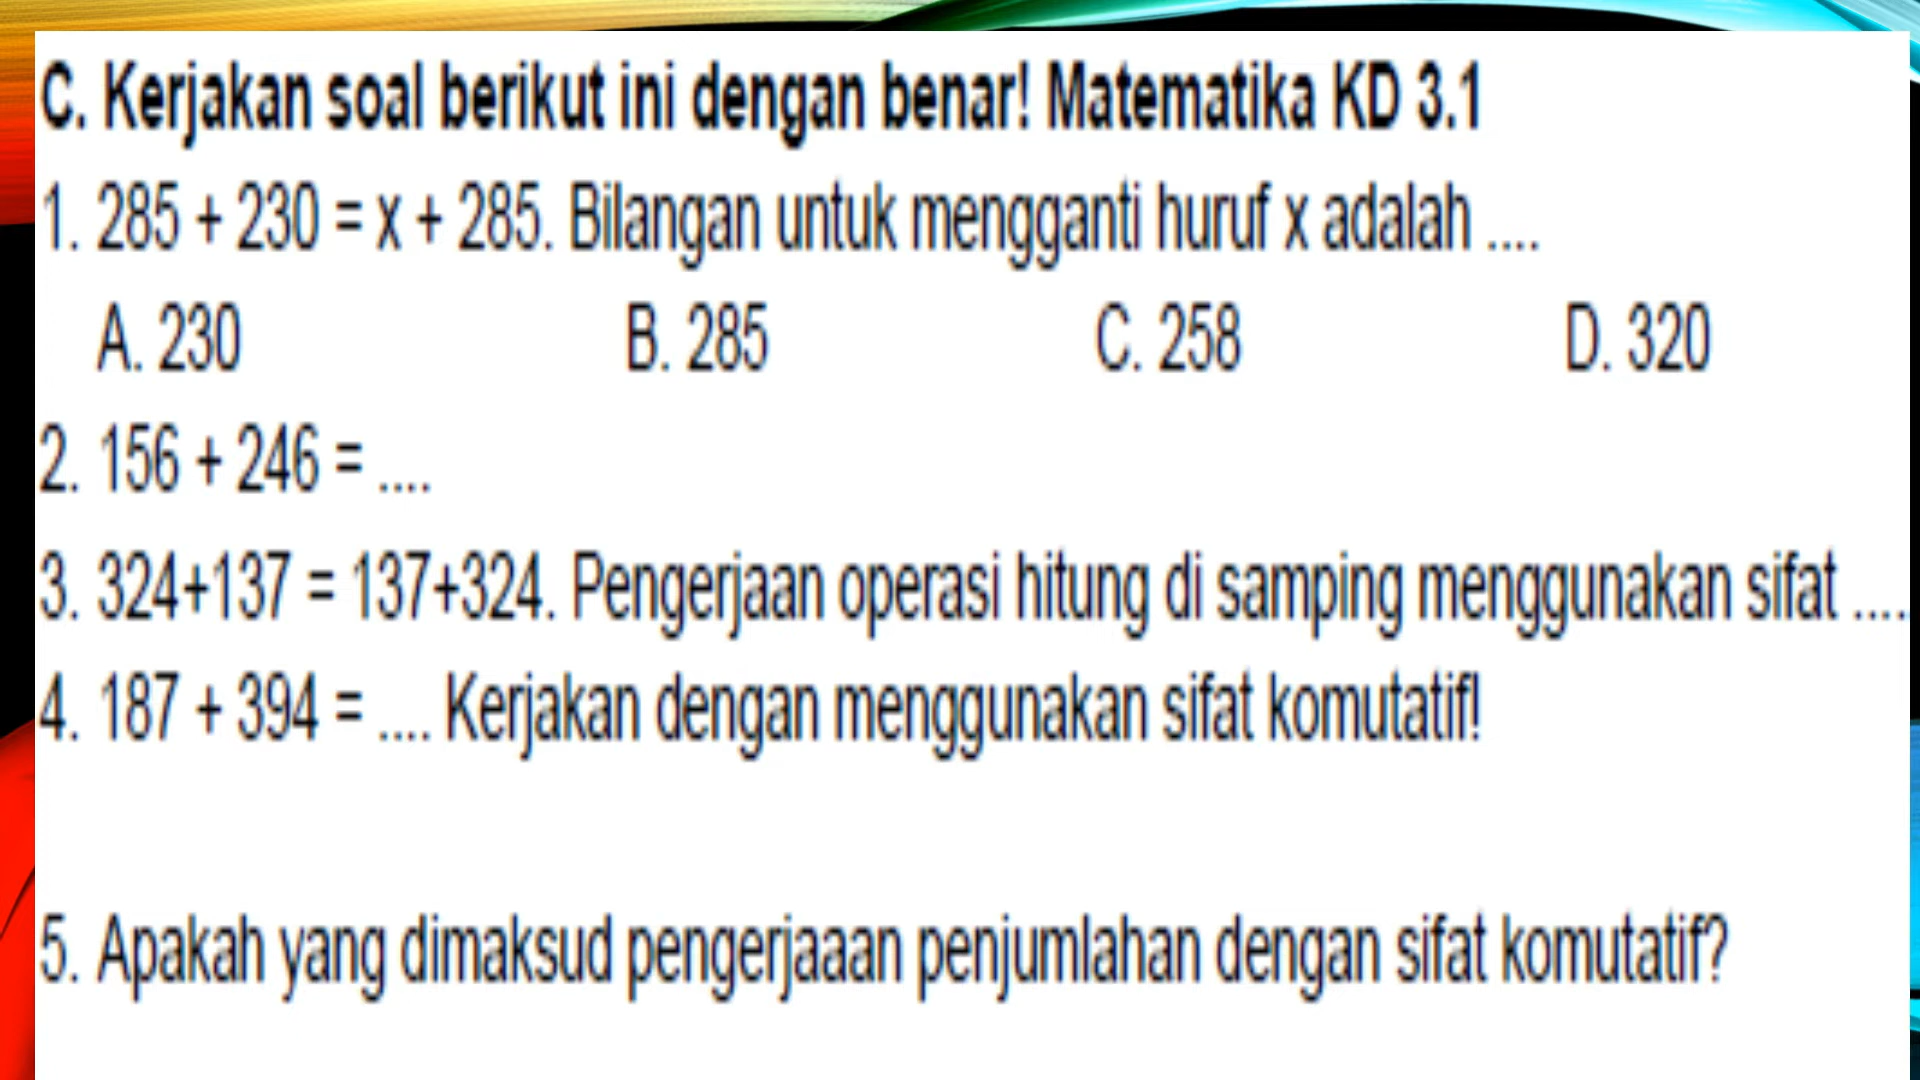 C. Kerjakan soal berikut ini dengan benar! Matematika KD 3.1
1. 285 + 230 = x + 285. Bilangan untuk mengganti huruf x adalah ....
A. 230 B. 285 C. 258 D. 320
2. 156 + 246 = ....
3. 324+137 = 137+324. Pengerjaan operasi hitung di samping menggunakan sifat ....
4. 187 + 394 = .... Kerjakan dengan menggunakan sifat komutatif!
5. Apakah yang dimaksud pengerjaaan penjumlahan dengan sifat komutatif?